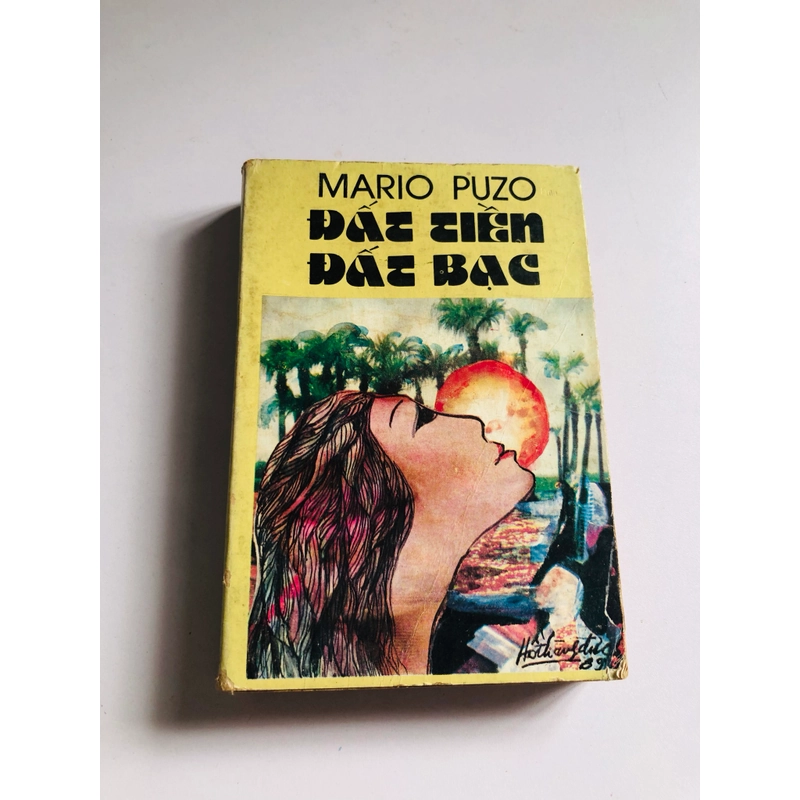 MARIO PUZO
ĐẤT TIỀN
ĐẤT BẠC